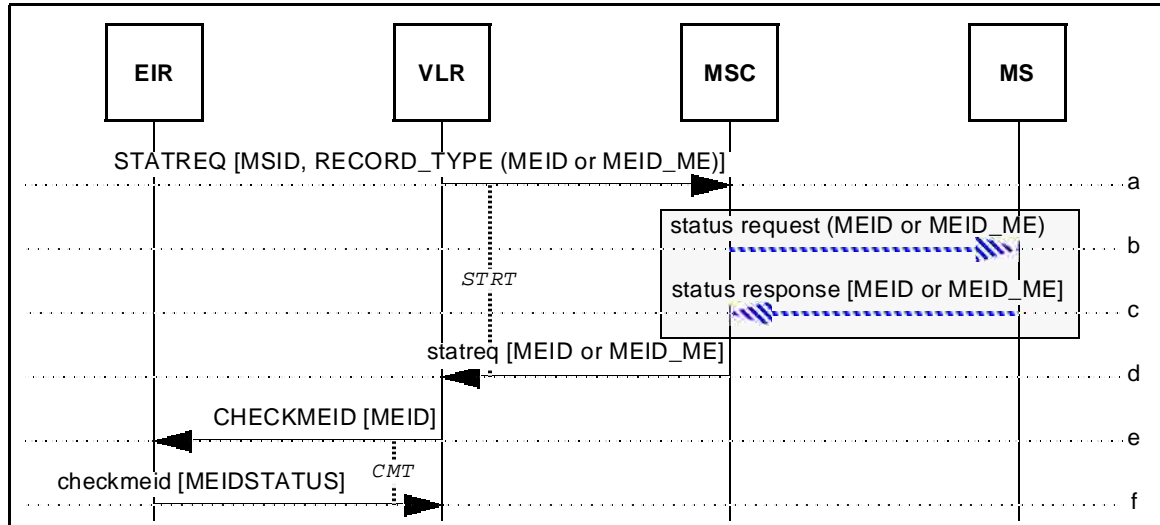 EIR VLR MSC MS
STATREQ [MSID, RECORD_TYPE (MEID or MEID_ME)]
a
status request (MEID or MEID_ME)
b
STRT
status response [MEID or MEID_ME]
c
statreq [MEID or MEID_ME]
d
CHECKMEID [MEID]
e
CMT
checkmeid [MEIDSTATUS]
f